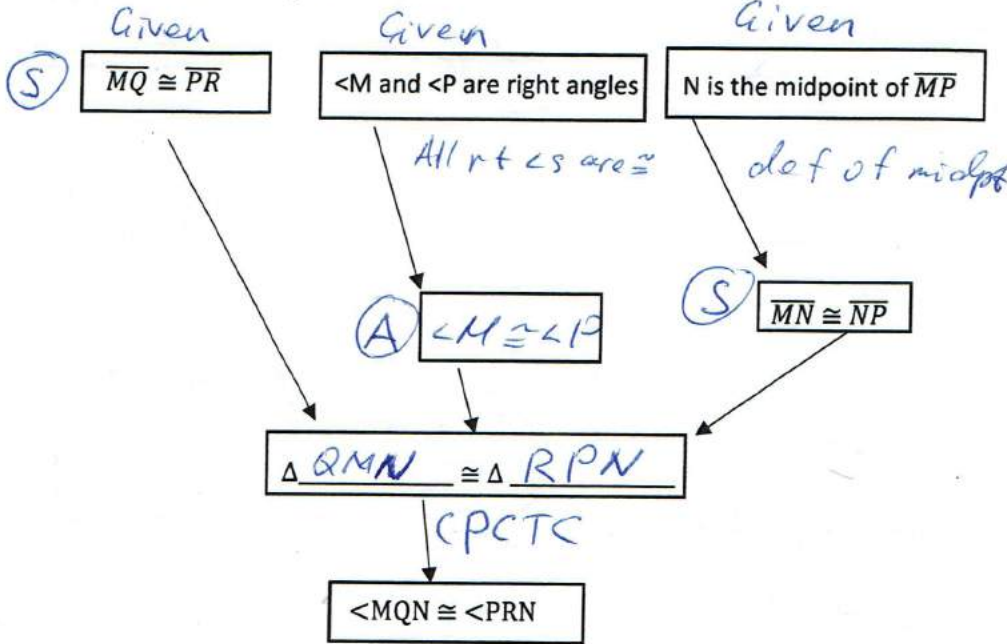 Given
Given
Given
S
MQ ≅ PR
<M and <P are right angles
N is the midpoint of MP
All rt <s are ≅
def of midpt
S
MN ≅ NP
A
<M ≅ <P
Δ QMN ≅ Δ RPN
CPCTC
<MQN ≅ <PRN